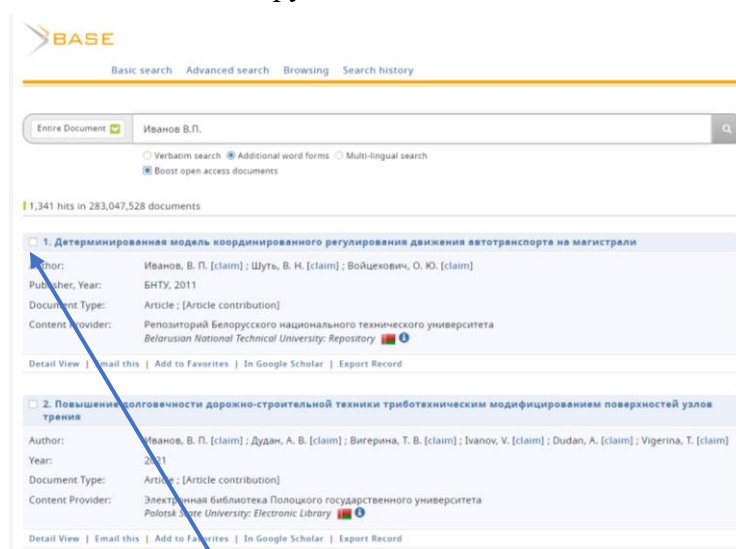 BASE
Basic search Advanced search Browsing Search history
Entire Document Иванов В.П.
Verbatim search Additional word forms Multi-lingual search
Boost open access documents
1,341 hits in 283,047,528 documents
1. Детерминированная модель координированного регулирования движения автотранспорта на магистрали
Author: Иванов, В. П. [claim] ; Шуть, В. Н. [claim] ; Войцехович, О. Ю. [claim]
Publisher, Year: БНТУ, 2011
Document Type: Article ; [Article contribution]
Content Provider: Репозиторий Белорусского национального технического университета
Belarusian National Technical University: Repository
Detail View | Email this | Add to Favorites | In Google Scholar | Export Record
2. Повышение долговечности дорожно-строительной техники триботехническим модифицированием поверхностей узлов
трения
Author: Иванов, В. П. [claim] ; Дудан, А. В. [claim] ; Вигерина, Т. В. [claim] ; Ivanov, V. [claim] ; Dudan, A. [claim] ; Vigerina, T. [claim]
Year: 2021
Document Type: Article ; [Article contribution]
Content Provider: Электронная библиотека Полоцкого государственного университета
Polotsk State University: Electronic Library
Detail View | Email this | Add to Favorites | In Google Scholar | Export Record